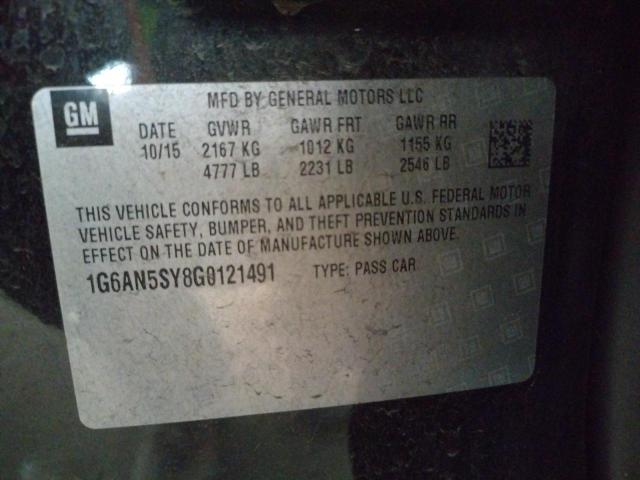 GM
MFD BY GENERAL MOTORS LLC
DATE GVWR GAWR FRT GAWR RR
10/15 2167 KG 1012 KG 1155 KG
4777 LB 2231 LB 2546 LB
THIS VEHICLE CONFORMS TO ALL APPLICABLE U.S. FEDERAL MOTOR
VEHICLE SAFETY, BUMPER, AND THEFT PREVENTION STANDARDS IN
EFFECT ON THE DATE OF MANUFACTURE SHOWN ABOVE.
1G6AN5SY8G0121491 TYPE: PASS CAR